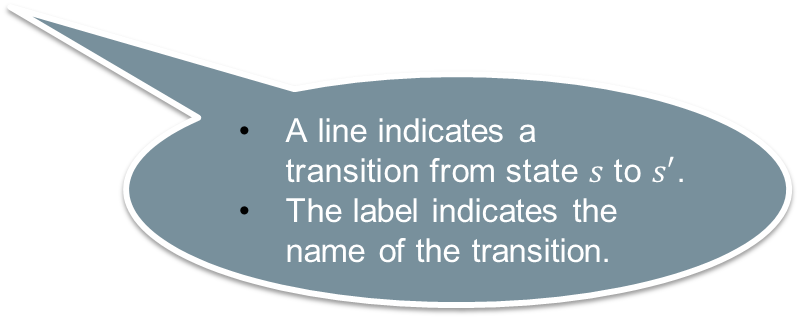 • A line indicates a
transition from state s to s′.
• The label indicates the
name of the transition.